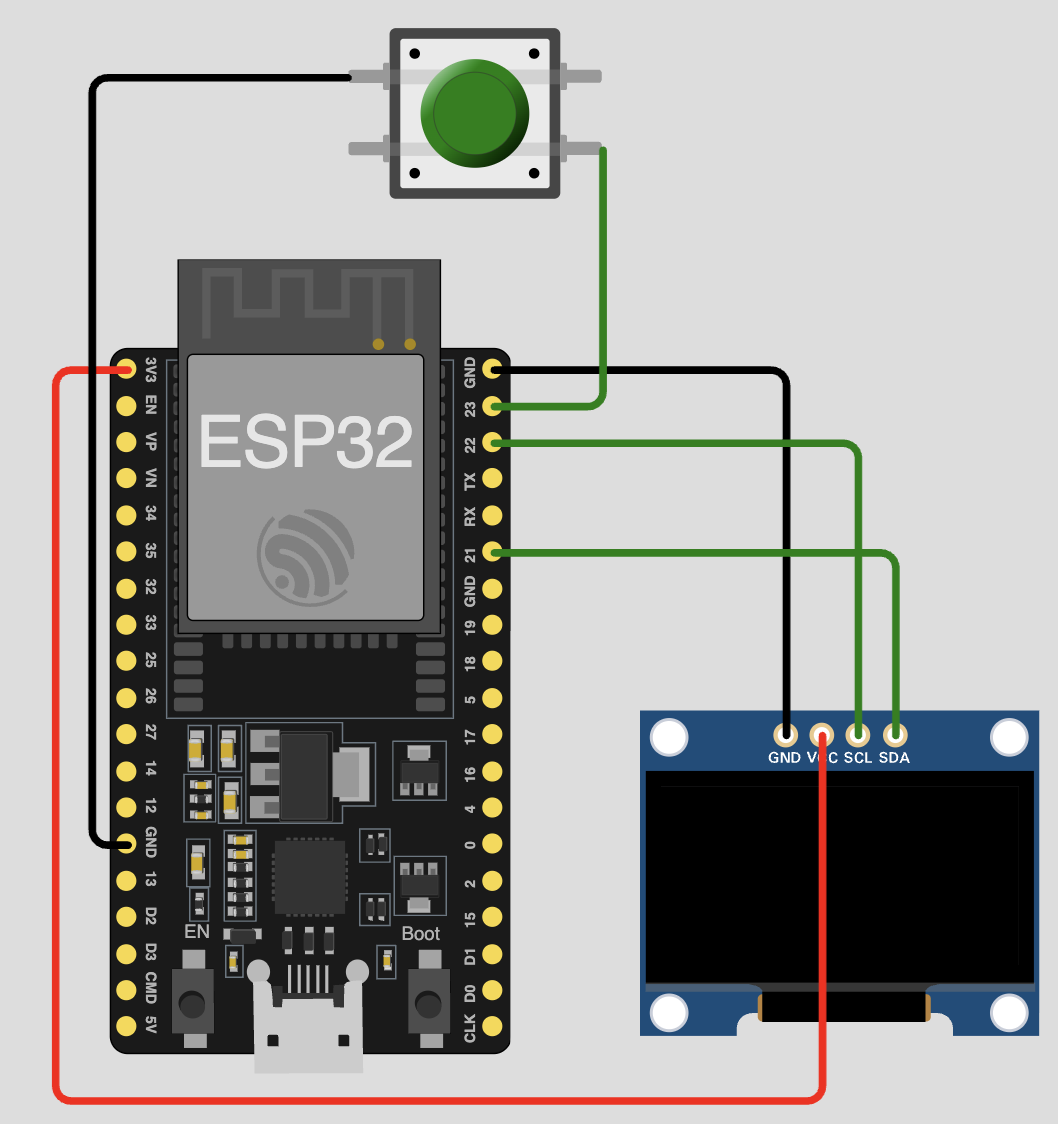 ESP32
3V3
EN
VP
VN
34
35
32
33
25
26
27
14
12
GND
13
D2
D3
CMD
5V
GND
23
22
TX
RX
21
GND
19
18
5
17
16
4
0
2
15
D1
D0
CLK
EN
Boot
GND VCC SCL SDA